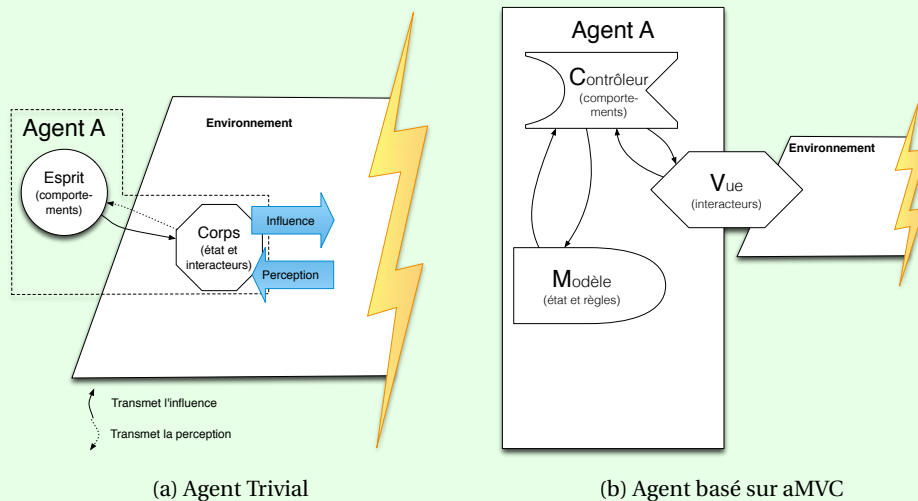 Agent A
Esprit
(comporte-
ments)
Environnement
Corps
(état et
interacteurs)
Influence
Perception
Transmet l'influence
Transmet la perception
(a) Agent Trivial
Agent A
Contrôleur
(comporte-
ments)
Vue
(interacteurs)
Environnement
Modèle
(état et règles)
(b) Agent basé sur aMVC